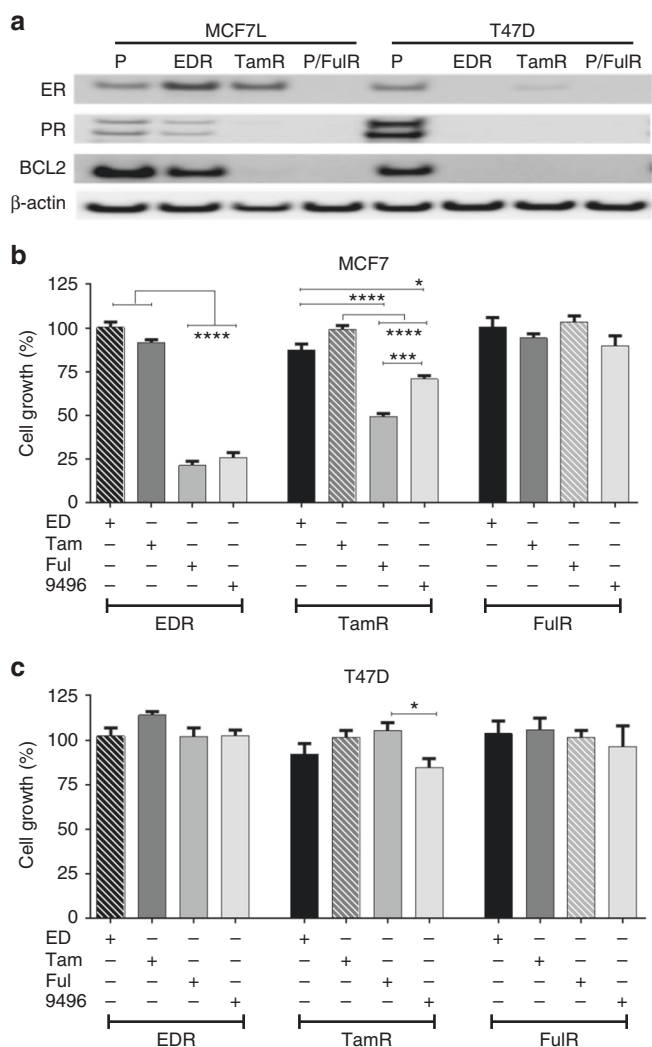 a
MCF7L T47D
P EDR TamR P/FulR P EDR TamR P/FulR
ER
PR
BCL2
β-actin
b
MCF7
Cell growth (%)
125
100
75
50
25
0
****
*
****
****
***
ED + – – – + – – – + – – –
Tam – + – – – + – – – + – –
Ful – – + – – – + – – – + –
9496 – – – + – – – + – – – +
EDR TamR FulR
c
T47D
Cell growth (%)
125
100
75
50
25
0
*
ED + – – – + – – – + – – –
Tam – + – – – + – – – + – –
Ful – – + – – – + – – – + –
9496 – – – + – – – + – – – +
EDR TamR FulR